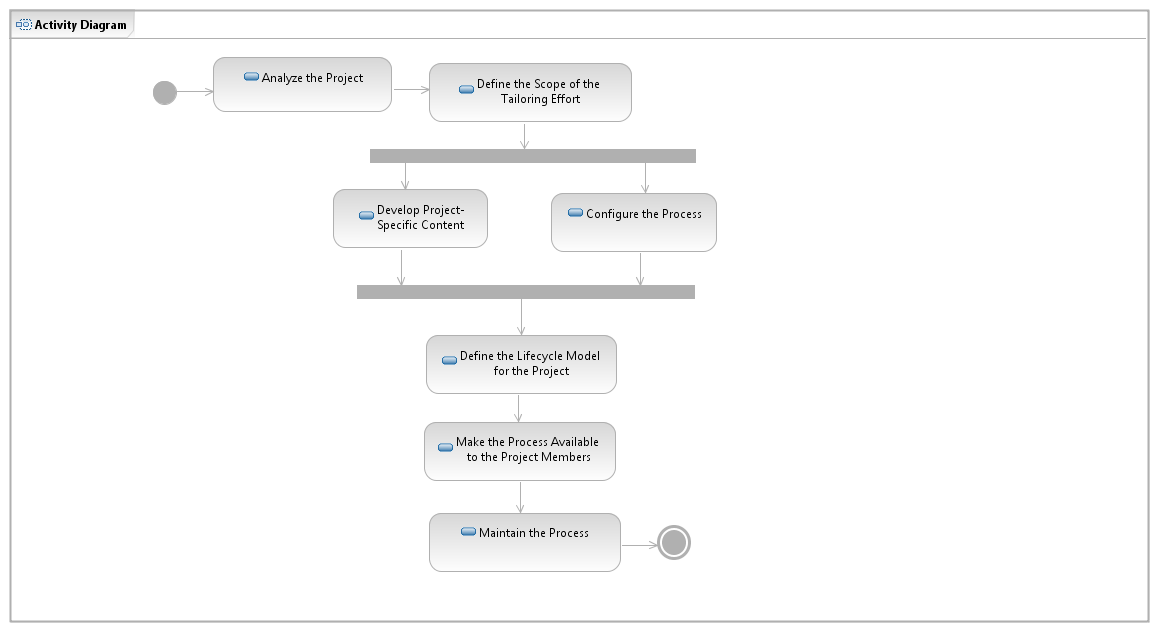 Activity Diagram
Analyze the Project
Define the Scope of the
Tailoring Effort
Develop Project-
Specific Content
Configure the Process
Define the Lifecycle Model
for the Project
Make the Process Available
to the Project Members
Maintain the Process